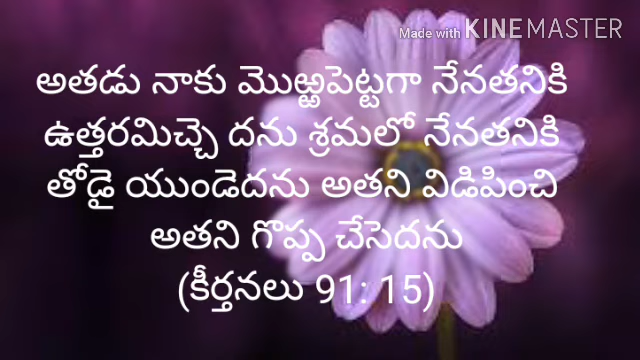 Made with KINEMASTER
అతడు నాకు మొఱ్ఱపెట్టగా నేనతనికి
ఉత్తరమిచ్చె దను శ్రమలో నేనతనికి
తోడై యుండెదను అతని విడిపించి
అతని గొప్ప చేసెదను
(కీర్తనలు 91: 15)